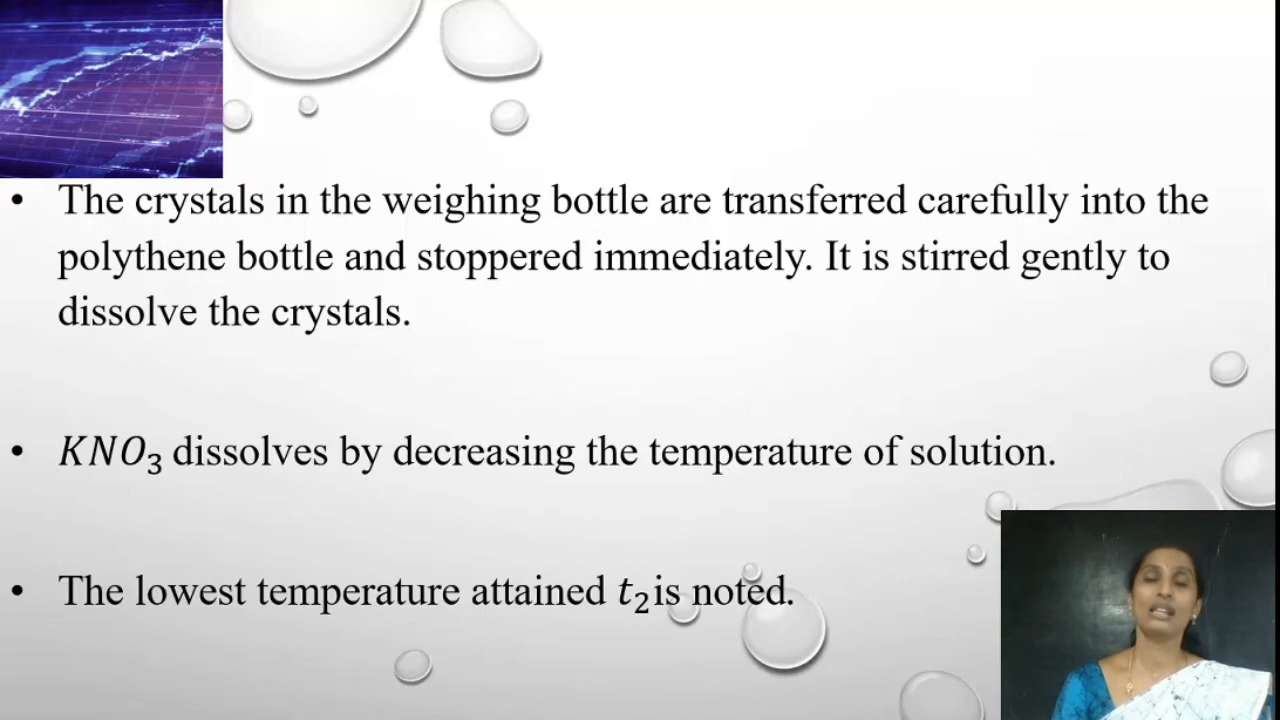 • The crystals in the weighing bottle are transferred carefully into the
polythene bottle and stoppered immediately. It is stirred gently to
dissolve the crystals.
• KNO₃ dissolves by decreasing the temperature of solution.
• The lowest temperature attained t₂ is noted.